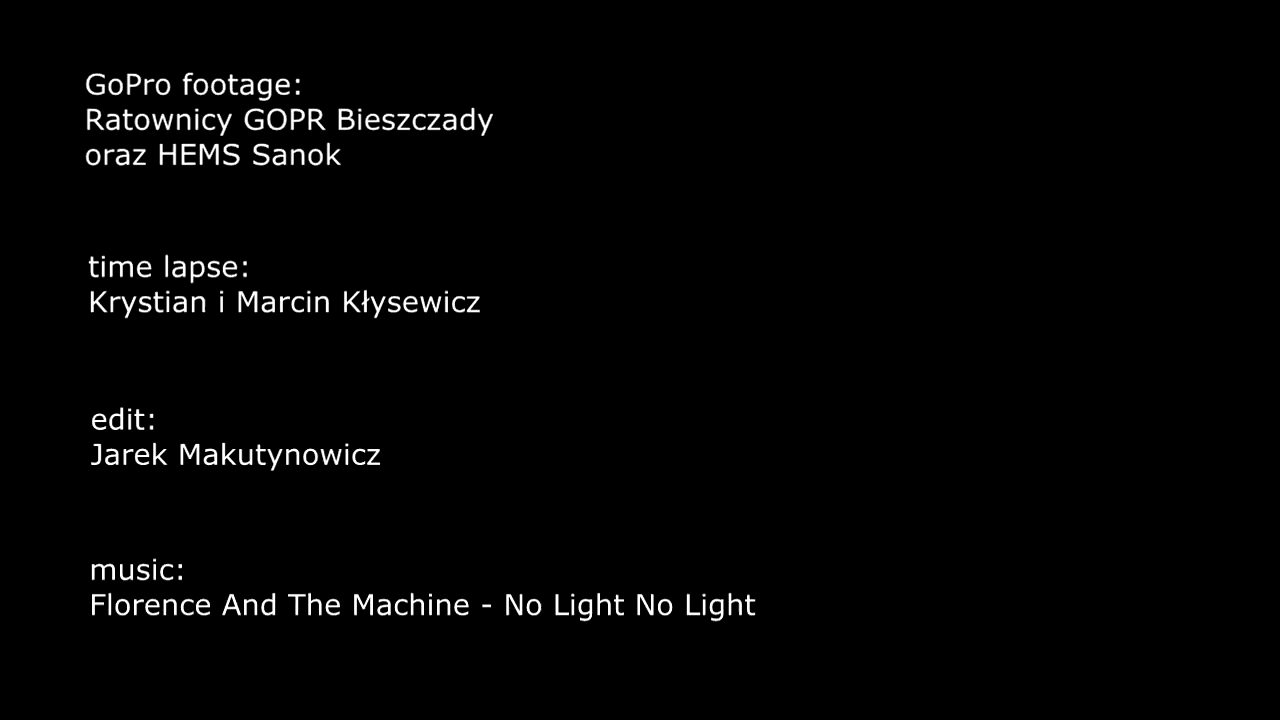 GoPro footage:
Ratownicy GOPR Bieszczady
oraz HEMS Sanok
time lapse:
Krystian i Marcin Kłysewicz
edit:
Jarek Makutynowicz
music:
Florence And The Machine - No Light No Light